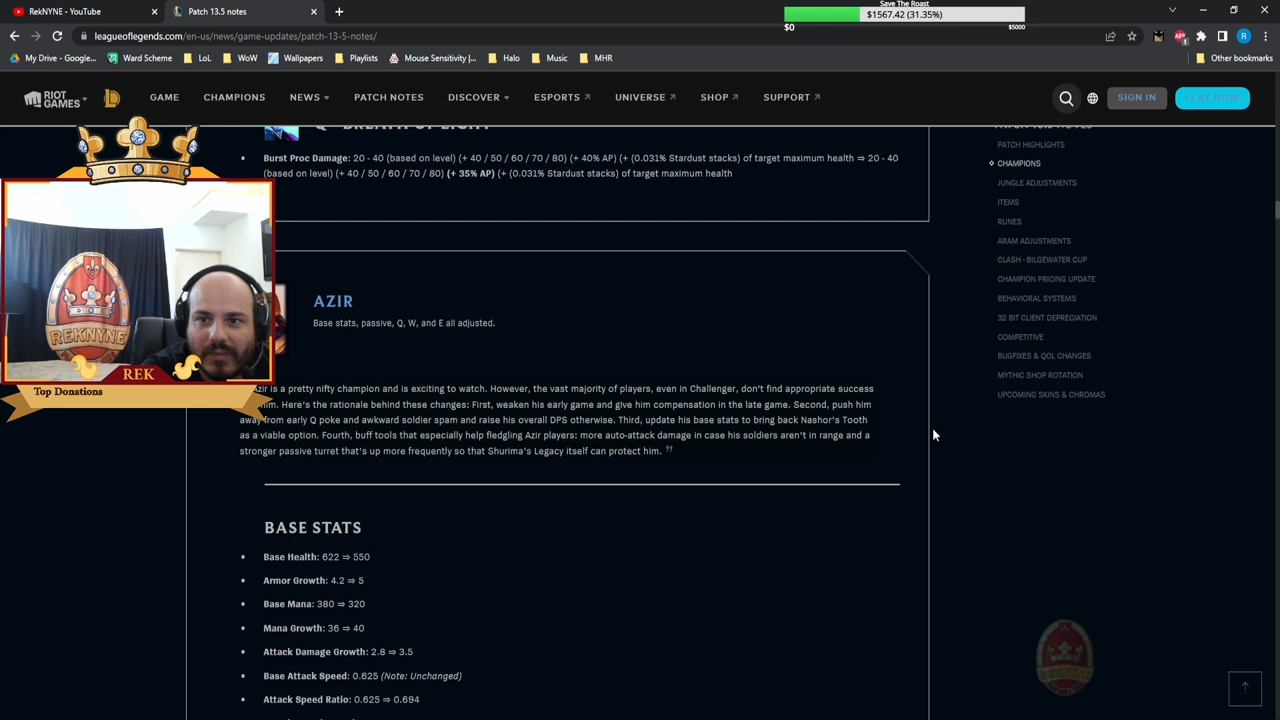 RekNYNE - YouTube
Patch 13.5 notes
Save The Roast
$1567.42 (31.35%)
$0
$5000
leagueoflegends.com/en-us/news/game-updates/patch-13-5-notes/
My Drive - Google...
Ward Scheme
LoL
WoW
Wallpapers
Playlists
Mouse Sensitivity |...
Halo
Music
MHR
Other bookmarks
RIOT GAMES
GAME
CHAMPIONS
NEWS
PATCH NOTES
DISCOVER
ESPORTS
UNIVERSE
SHOP
SUPPORT
SIGN IN
PLAY NOW
Q - BREATH OF LIGHT
• Burst Proc Damage: 20 - 40 (based on level) (+ 40 / 50 / 60 / 70 / 80) (+ 40% AP) (+ (0.031% Stardust stacks) of target maximum health ⇒ 20 - 40
(based on level) (+ 40 / 50 / 60 / 70 / 80) (+ 35% AP) (+ (0.031% Stardust stacks) of target maximum health
AZIR
Base stats, passive, Q, W, and E all adjusted.
Azir is a pretty nifty champion and is exciting to watch. However, the vast majority of players, even in Challenger, don't find appropriate success
him. Here's the rationale behind these changes: First, weaken his early game and give him compensation in the late game. Second, push him
away from early Q poke and awkward soldier spam and raise his overall DPS otherwise. Third, update his base stats to bring back Nashor's Tooth
as a viable option. Fourth, buff tools that especially help fledgling Azir players: more auto-attack damage in case his soldiers aren't in range and a
stronger passive turret that's up more frequently so that Shurima's Legacy itself can protect him. ”
BASE STATS
• Base Health: 622 ⇒ 550
• Armor Growth: 4.2 ⇒ 5
• Base Mana: 380 ⇒ 320
• Mana Growth: 36 ⇒ 40
• Attack Damage Growth: 2.8 ⇒ 3.5
• Base Attack Speed: 0.625 (Note: Unchanged)
• Attack Speed Ratio: 0.625 ⇒ 0.694
PATCH HIGHLIGHTS
CHAMPIONS
JUNGLE ADJUSTMENTS
ITEMS
RUNES
ARAM ADJUSTMENTS
CLASH - BILGEWATER CUP
CHAMPION PRICING UPDATE
BEHAVIORAL SYSTEMS
32 BIT CLIENT DEPRECIATION
COMPETITIVE
BUGFIXES & QOL CHANGES
MYTHIC SHOP ROTATION
UPCOMING SKINS & CHROMAS
REKNYNE
REK
Top Donations